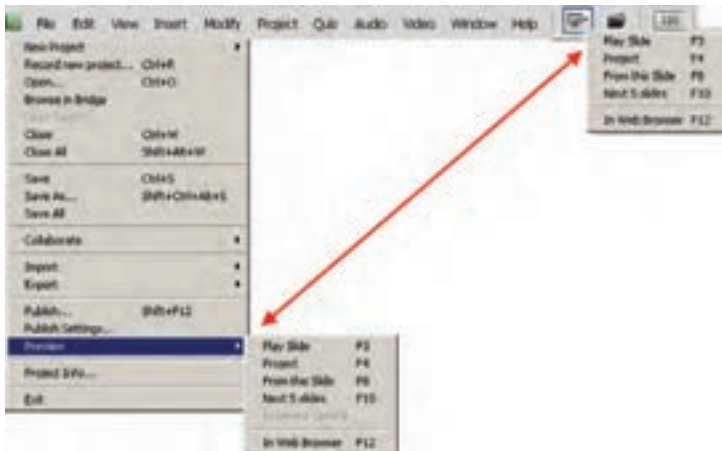 File Edit View Insert Modify Project Quiz Audio Video Window Help
New Project
Record new project... Ctrl+R
Open... Ctrl+O
Browse in Bridge
Close Ctrl+W
Close All Shift+Alt+W
Save Ctrl+S
Save As... Shift+Ctrl+Alt+S
Save All
Collaborate
Import
Export
Publish... Shift+F12
Publish Settings...
Preview
Project Info...
Exit
Play Slide F3
Project F4
From this Slide F8
Next 5 slides F10
In Web Browser F12
Play Slide F3
Project F4
From this Slide F8
Next 5 slides F10
In Web Browser F12